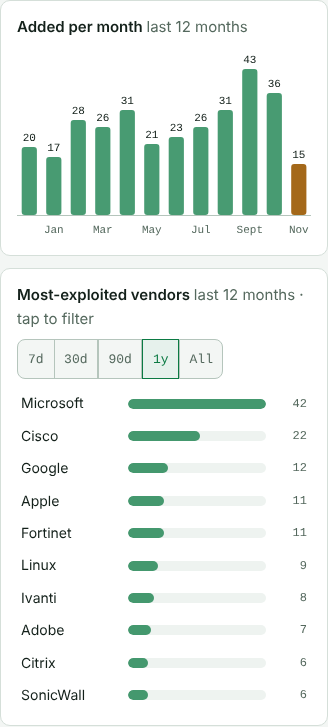 Added per month last 12 months
20 17 28 26 31 21 23 26 31 43 36 15
Jan Mar May Jul Sept Nov
Most-exploited vendors last 12 months ·
tap to filter
7d 30d 90d 1y All
Microsoft 42
Cisco 22
Google 12
Apple 11
Fortinet 11
Linux 9
Ivanti 8
Adobe 7
Citrix 6
SonicWall 6